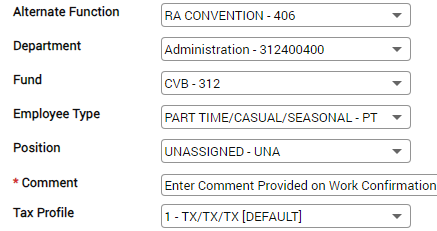 Alternate Function RA CONVENTION - 406
Department Administration - 312400400
Fund CVB - 312
Employee Type PART TIME/CASUAL/SEASONAL - PT
Position UNASSIGNED - UNA
* Comment Enter Comment Provided on Work Confirmation
Tax Profile 1 - TX/TX/TX [DEFAULT]